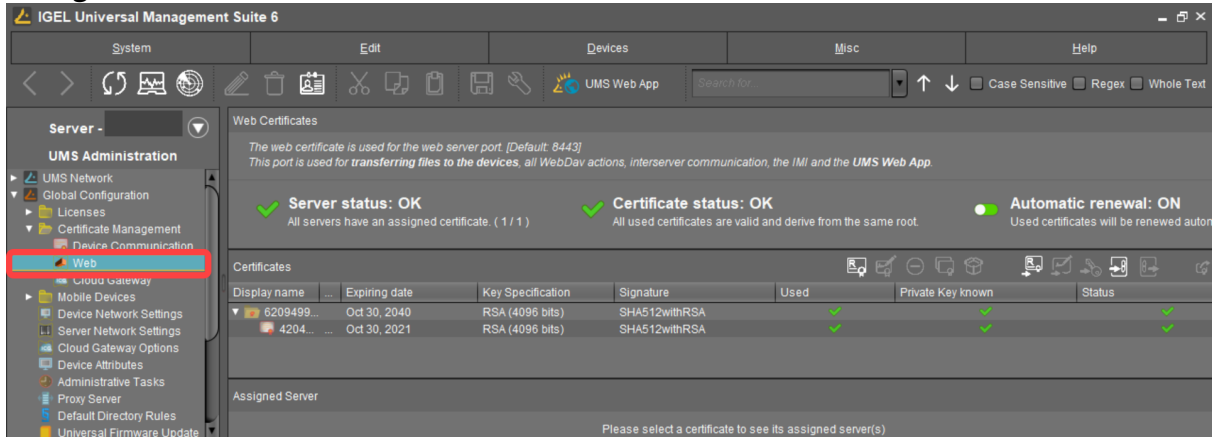 IGEL Universal Management Suite 6
System Edit Devices Misc Help
UMS Web App Search for... Case Sensitive Regex Whole Text
Server -
UMS Administration
UMS Network
Global Configuration
Licenses
Certificate Management
Device Communication
Web
Cloud Gateway
Mobile Devices
Device Network Settings
Server Network Settings
Cloud Gateway Options
Device Attributes
Administrative Tasks
Proxy Server
Default Directory Rules
Universal Firmware Update
Web Certificates
The web certificate is used for the web server port. [Default: 8443]
This port is used for transferring files to the devices, all WebDav actions, interserver communication, the IMI and the UMS Web App.
Server status: OK
All servers have an assigned certificate. ( 1 / 1 )
Certificate status: OK
All used certificates are valid and derive from the same root.
Automatic renewal: ON
Used certificates will be renewed auton
Certificates
Display name ... Expiring date Key Specification Signature Used Private Key known Status
6209499... Oct 30, 2040 RSA (4096 bits) SHA512withRSA
4204... ... Oct 30, 2021 RSA (4096 bits) SHA512withRSA
Assigned Server
Please select a certificate to see its assigned server(s)